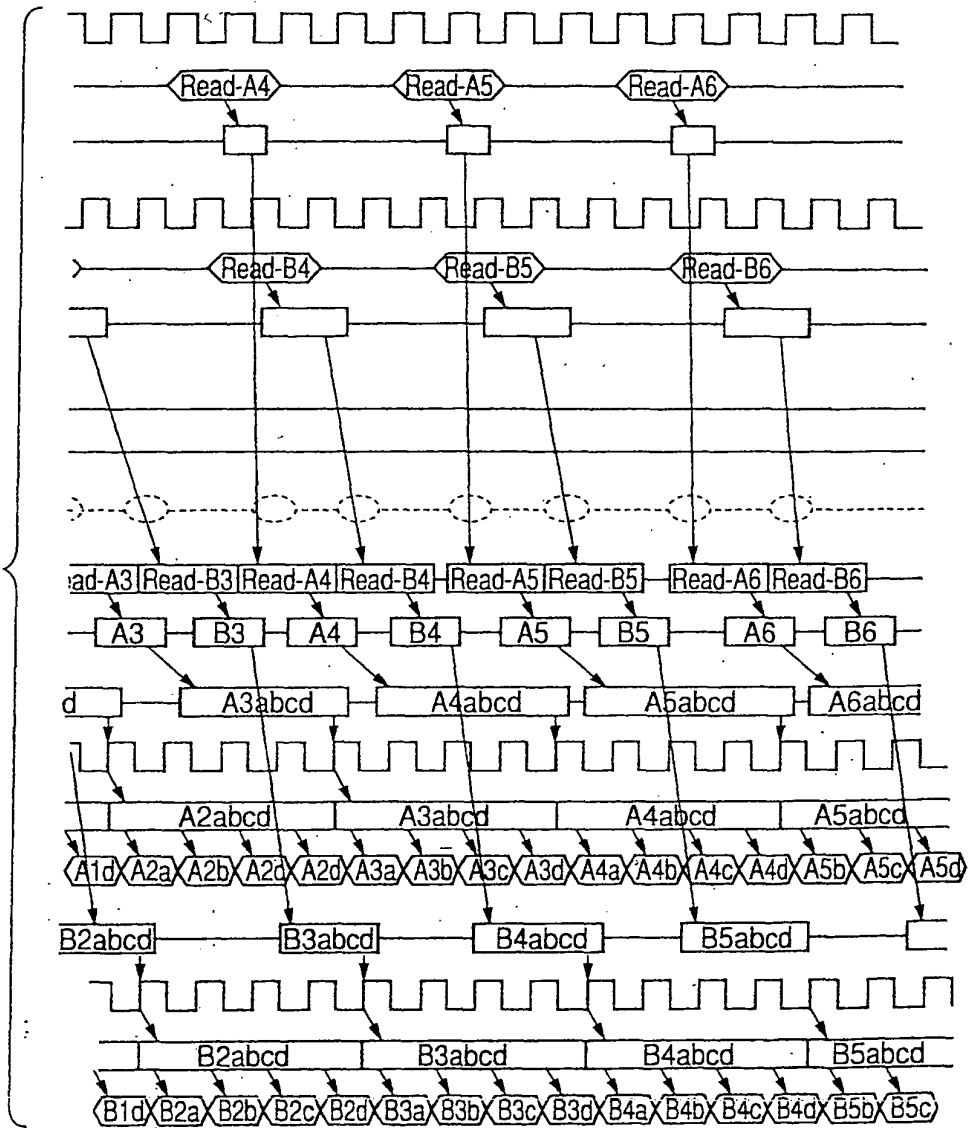 Read-A4 Read-A5 Read-A6
Read-B4 Read-B5 Read-B6
ead-A3 Read-B3 Read-A4 Read-B4 Read-A5 Read-B5 Read-A6 Read-B6
A3 B3 A4 B4 A5 B5 A6 B6
d A3abcd A4abcd A5abcd A6abcd
A2abcd A3abcd A4abcd A5abcd
A1d A2a A2b A2c A2d A3a A3b A3c A3d A4a A4b A4c A4d A5b A5c A5d
B2abcd B3abcd B4abcd B5abcd
B2abcd B3abcd B4abcd B5abcd
B1d B2a B2b B2c B2d B3a B3b B3c B3d B4a B4b B4c B4d B5b B5c